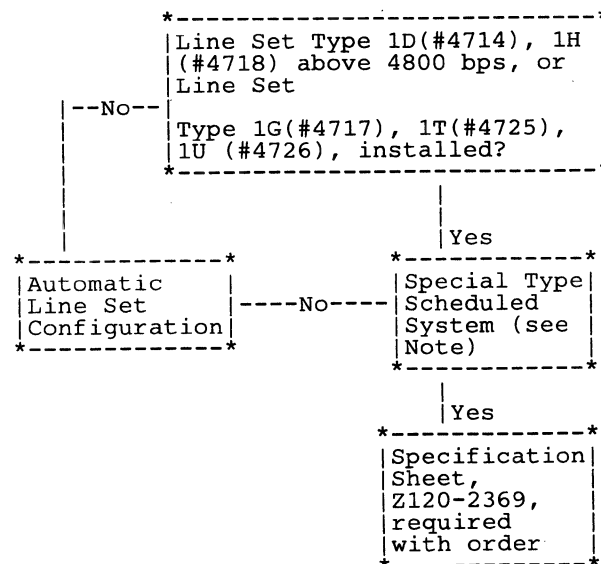 Line Set Type 1D(#4714), 1H
(#4718) above 4800 bps, or
Line Set
--No--
Type 1G(#4717), 1T(#4725),
1U (#4726), installed?
Yes
Automatic
Line Set
Configuration
----No----
Special Type
Scheduled
System (see
Note)
Yes
Specification
Sheet,
Z120-2369,
required
with order